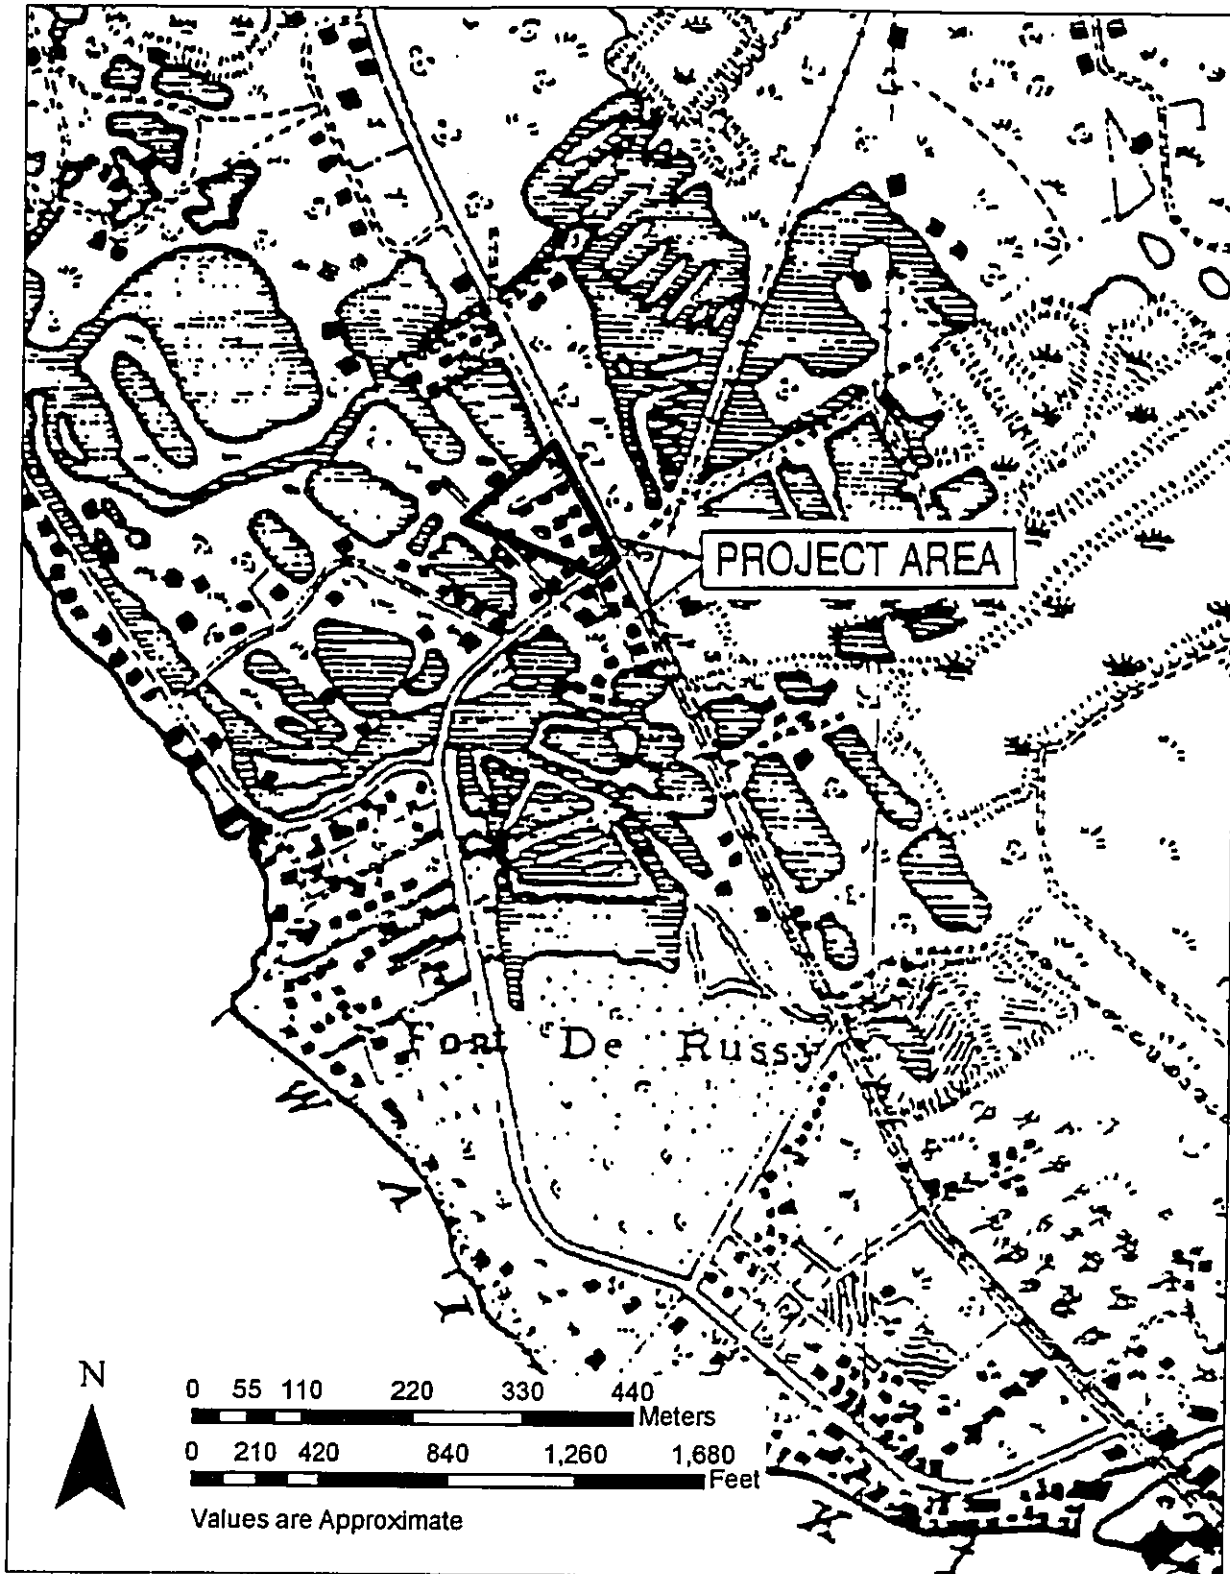 PROJECT AREA
Fort De Russy
W A I K
N
0 55 110 220 330 440
Meters
0 210 420 840 1,260 1,680
Feet
Values are Approximate